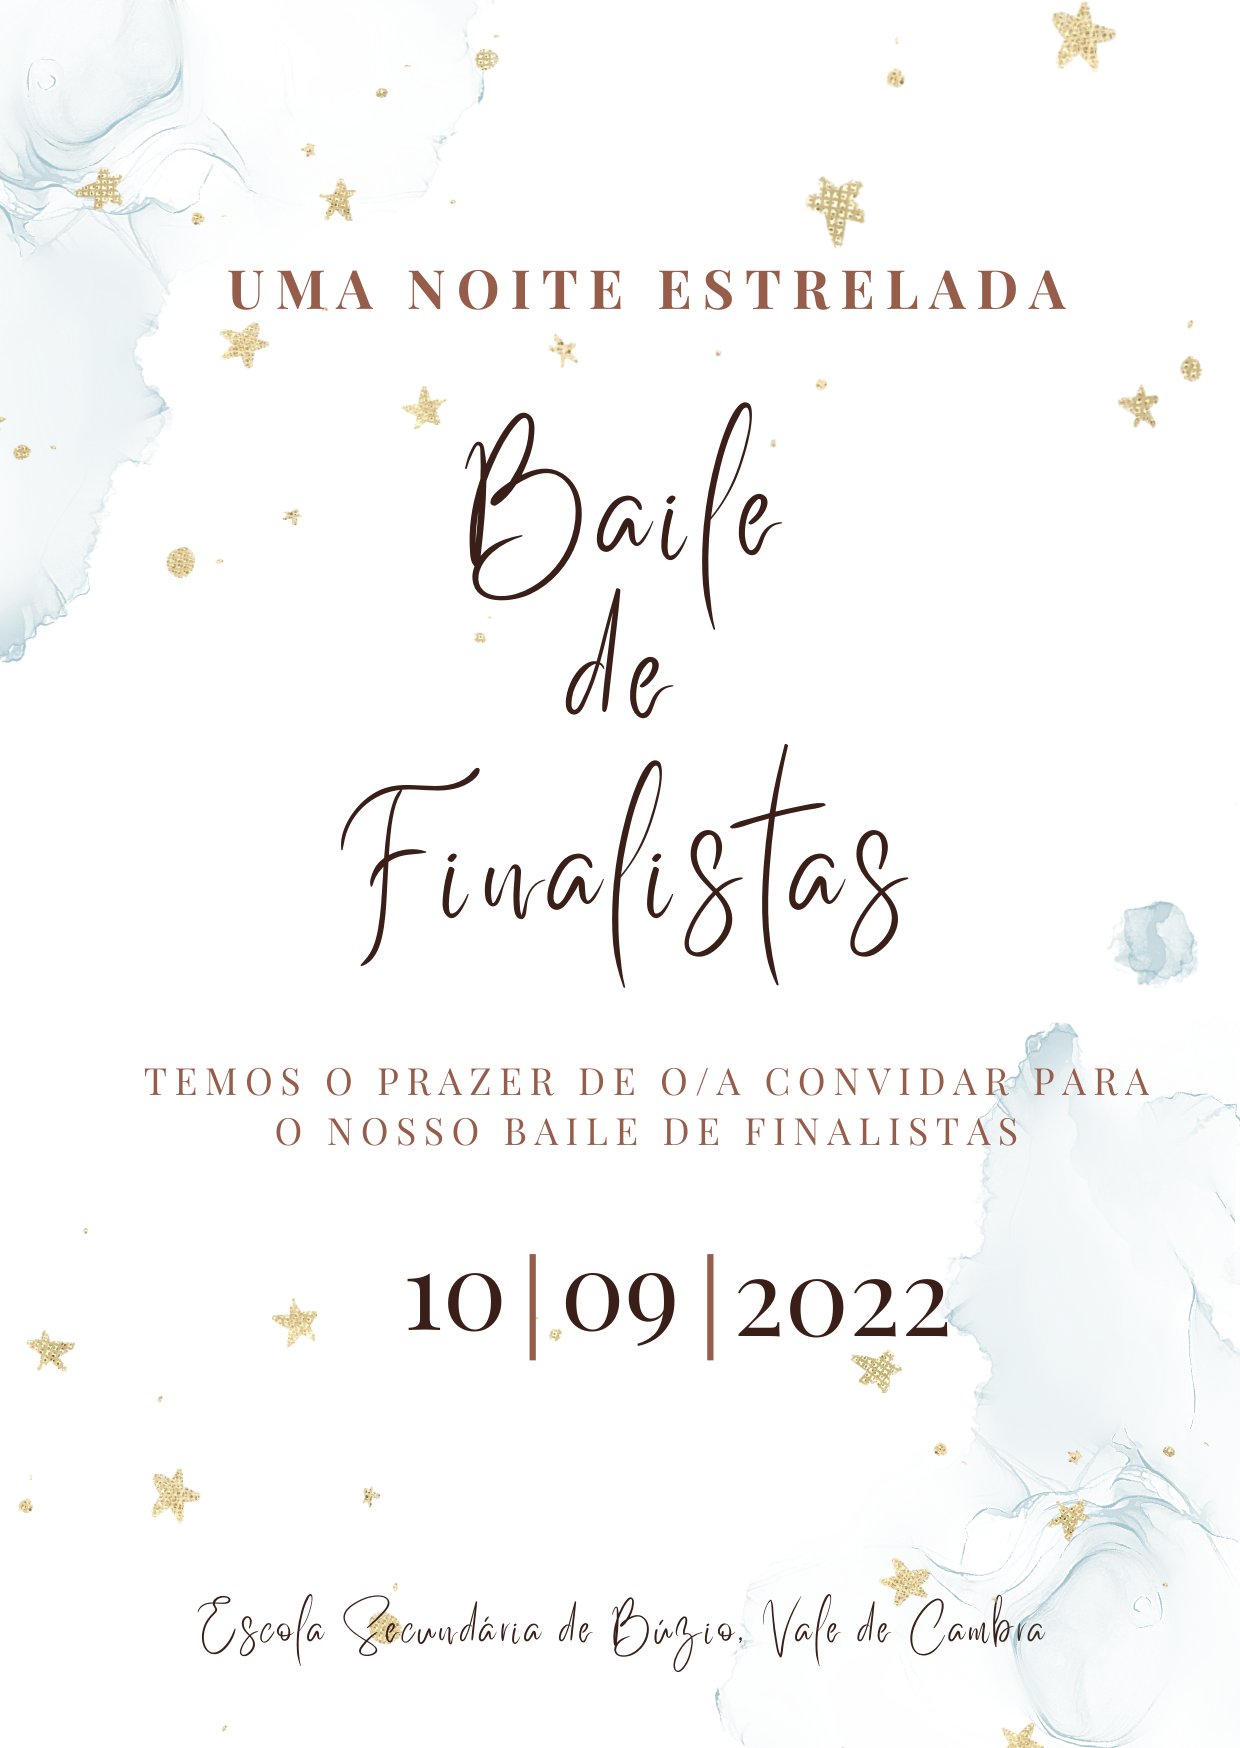 UMA NOITE ESTRELADA
Baile
de
Finalistas
TEMOS O PRAZER DE O/A CONVIDAR PARA
O NOSSO BAILE DE FINALISTAS
10|09|2022
Escola Secundária de Búzio, Vale de Cambra